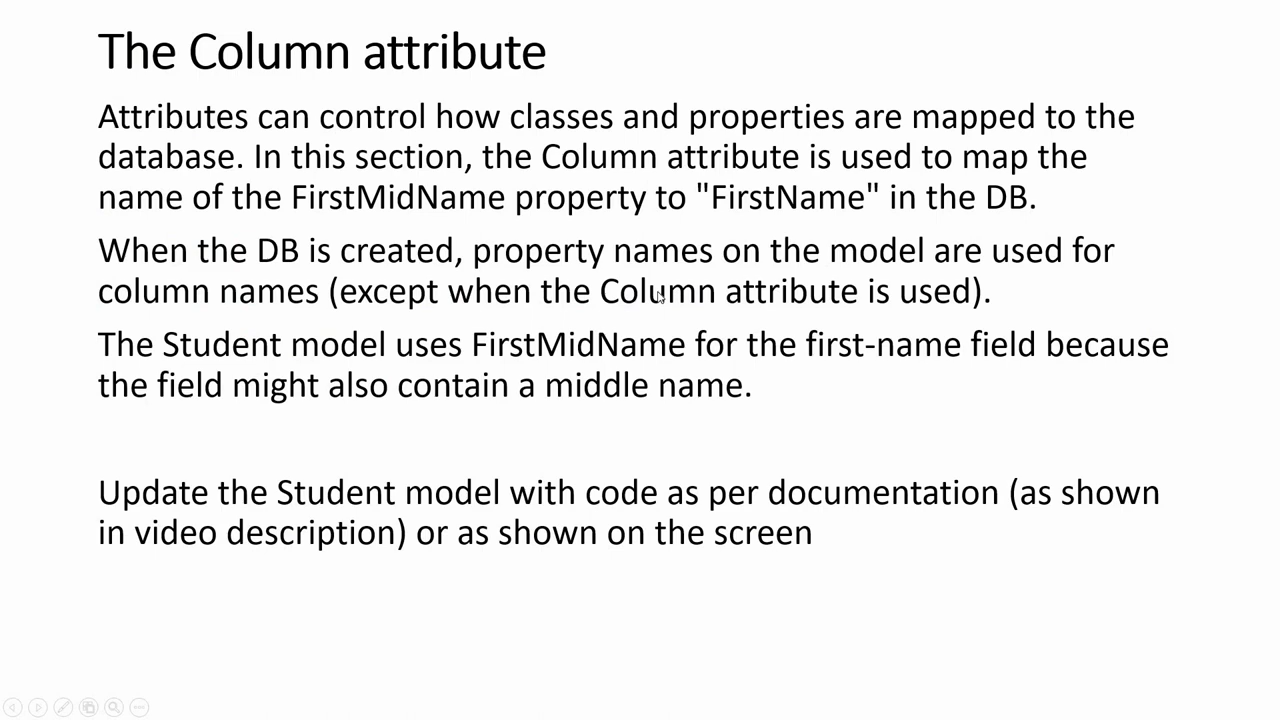 The Column attribute
Attributes can control how classes and properties are mapped to the
database. In this section, the Column attribute is used to map the
name of the FirstMidName property to "FirstName" in the DB.
When the DB is created, property names on the model are used for
column names (except when the Column attribute is used).
The Student model uses FirstMidName for the first-name field because
the field might also contain a middle name.
Update the Student model with code as per documentation (as shown
in video description) or as shown on the screen